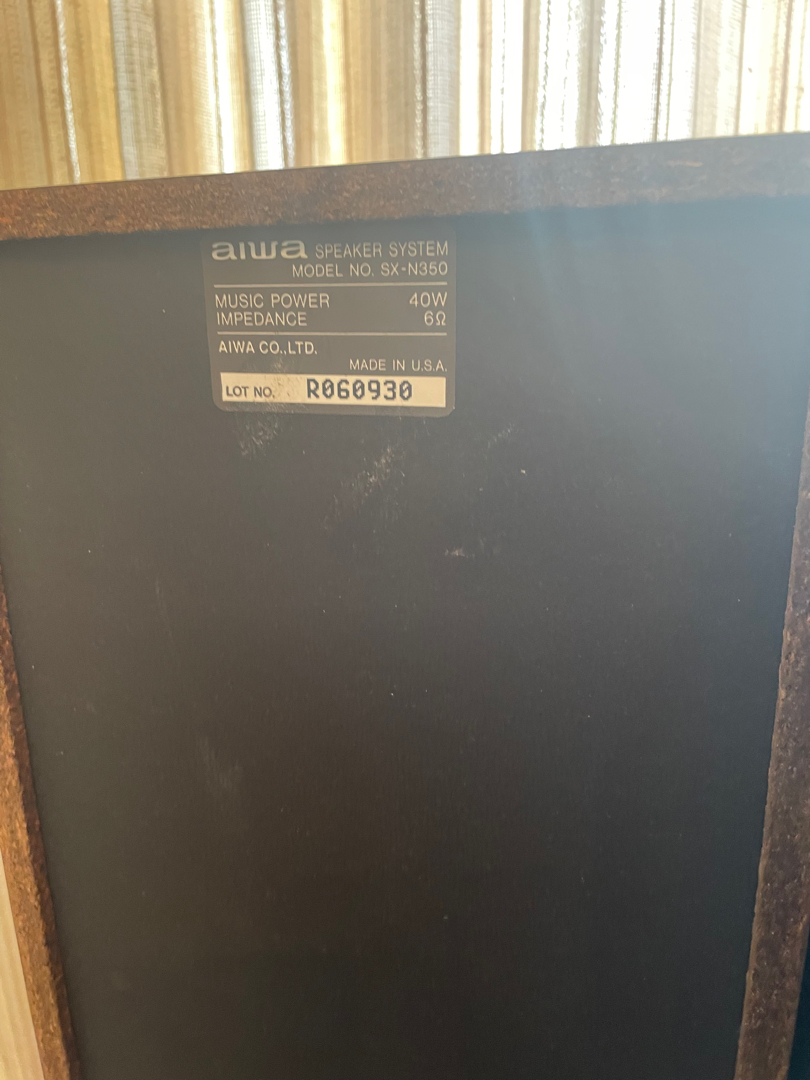 aiwa SPEAKER SYSTEM
MODEL NO. SX-N350
MUSIC POWER 40W
IMPEDANCE 6Ω
AIWA CO.,LTD.
MADE IN U.S.A.
LOT NO. R060930